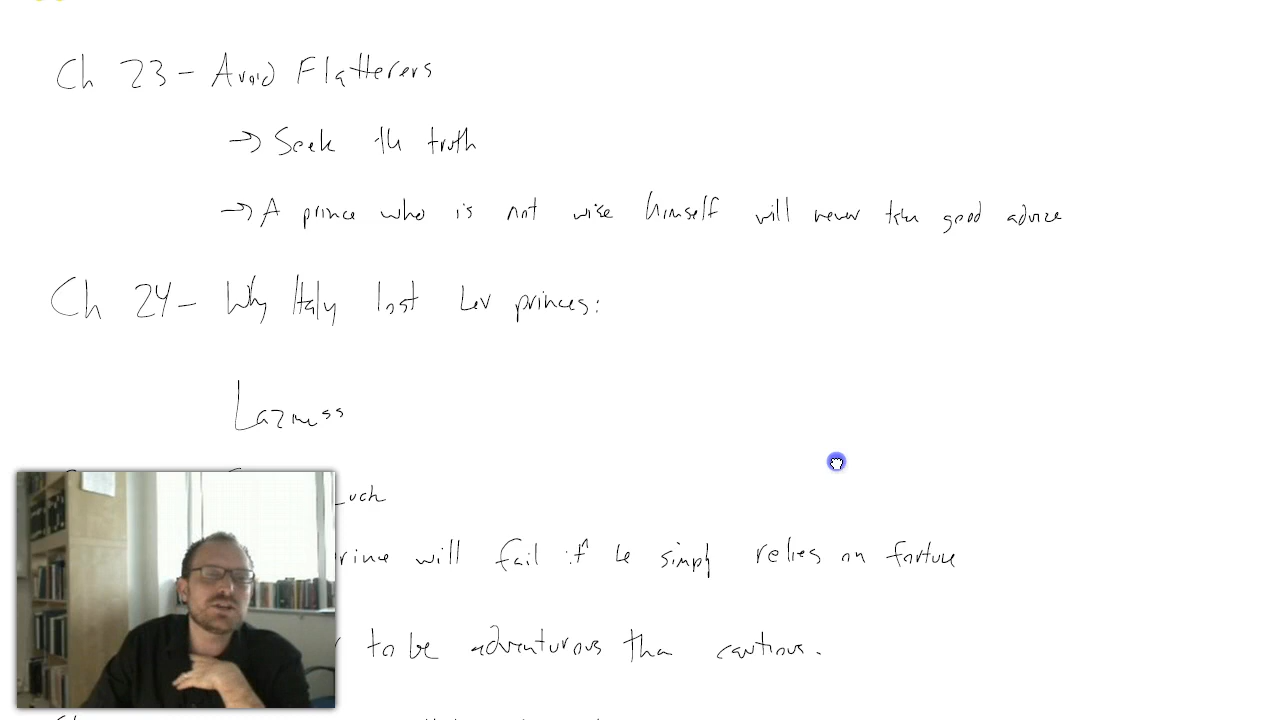 Ch 23 - Avoid Flatterers
→ Seek the truth
→ A prince who is not wise himself will never take good advice
Ch 24 - Why Italy lost her princes:
Laziness
Luck
rince will fail if he simply relies on fortune
to be adventurous than cautious.